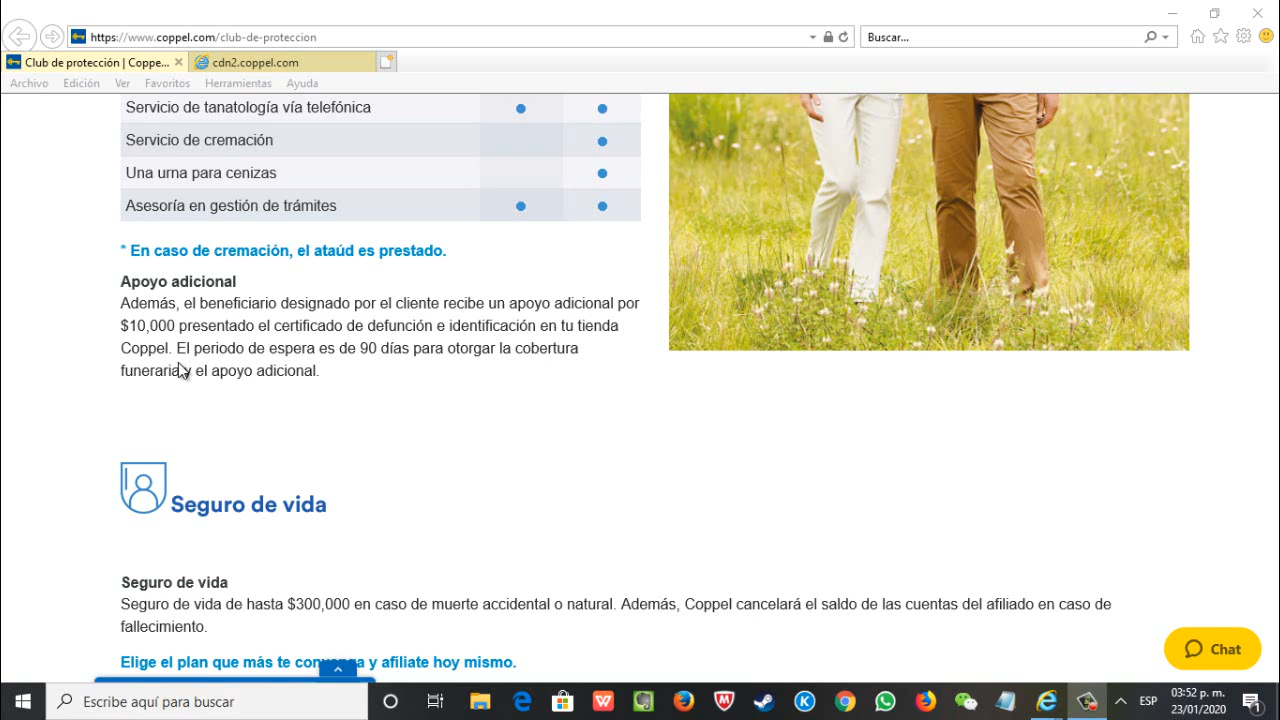 https://www.coppel.com/club-de-proteccion
Buscar...
Club de protección | Coppe...
cdn2.coppel.com
Archivo Edición Ver Favoritos Herramientas Ayuda
Servicio de tanatología vía telefónica
Servicio de cremación
Una urna para cenizas
Asesoría en gestión de trámites
* En caso de cremación, el ataúd es prestado.
Apoyo adicional
Además, el beneficiario designado por el cliente recibe un apoyo adicional por
$10,000 presentado el certificado de defunción e identificación en tu tienda
Coppel. El periodo de espera es de 90 días para otorgar la cobertura
funeraria y el apoyo adicional.
Seguro de vida
Seguro de vida
Seguro de vida de hasta $300,000 en caso de muerte accidental o natural. Además, Coppel cancelará el saldo de las cuentas del afiliado en caso de
fallecimiento.
Elige el plan que más te convenga y afíliate hoy mismo.
Chat
Escribe aquí para buscar
ESP
03:52 p. m.
23/01/2020
1